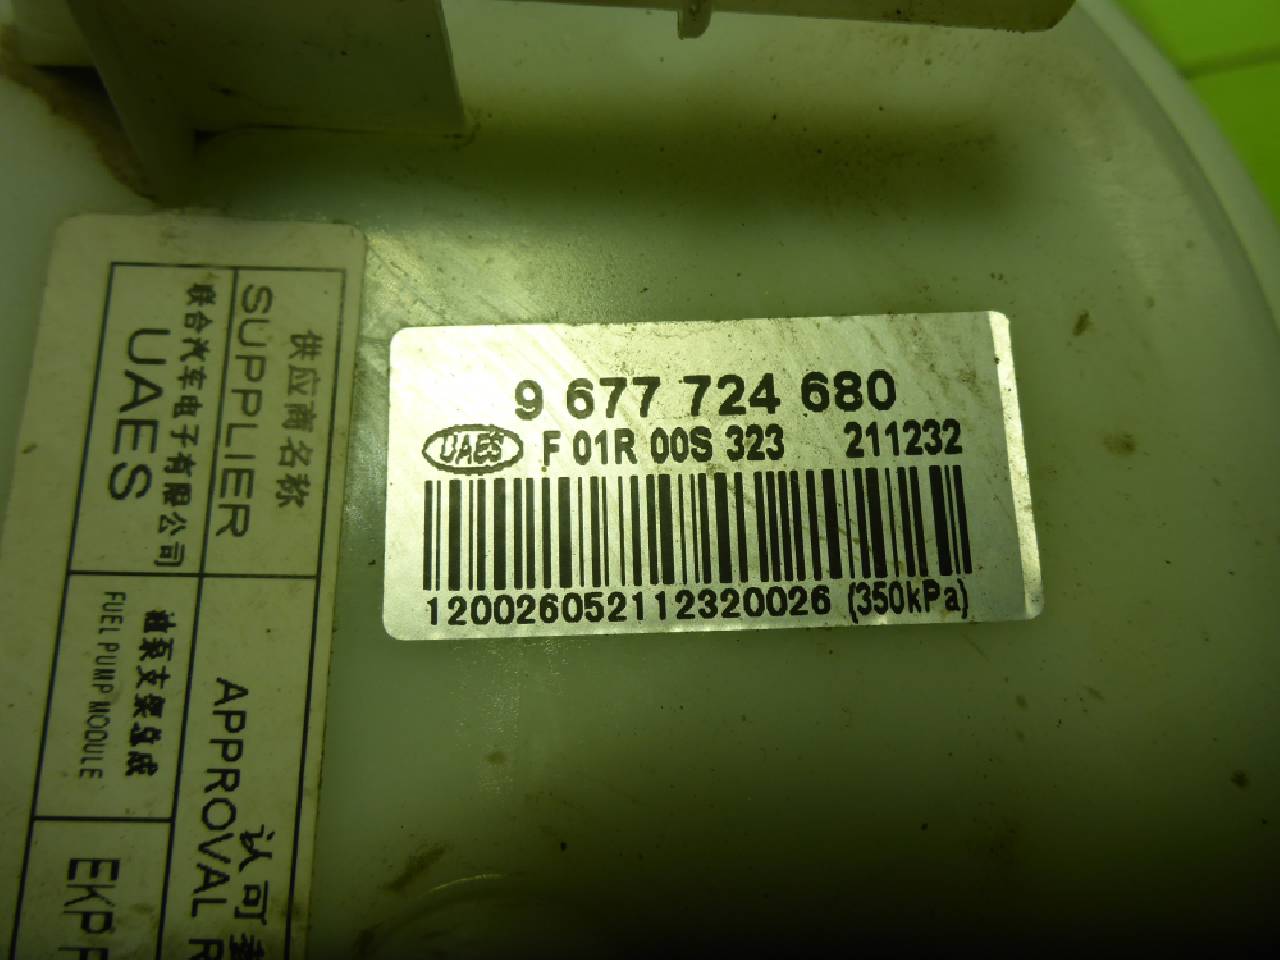 9 677 724 680
UAES F 01R 00S 323 211232
120026052112320026 (350kPa)
供应商名称
SUPPLIER
联合汽车电子有限公司
UAES
油泵支架总成
FUEL PUMP MODULE
认可
APPROVAL R
EKP